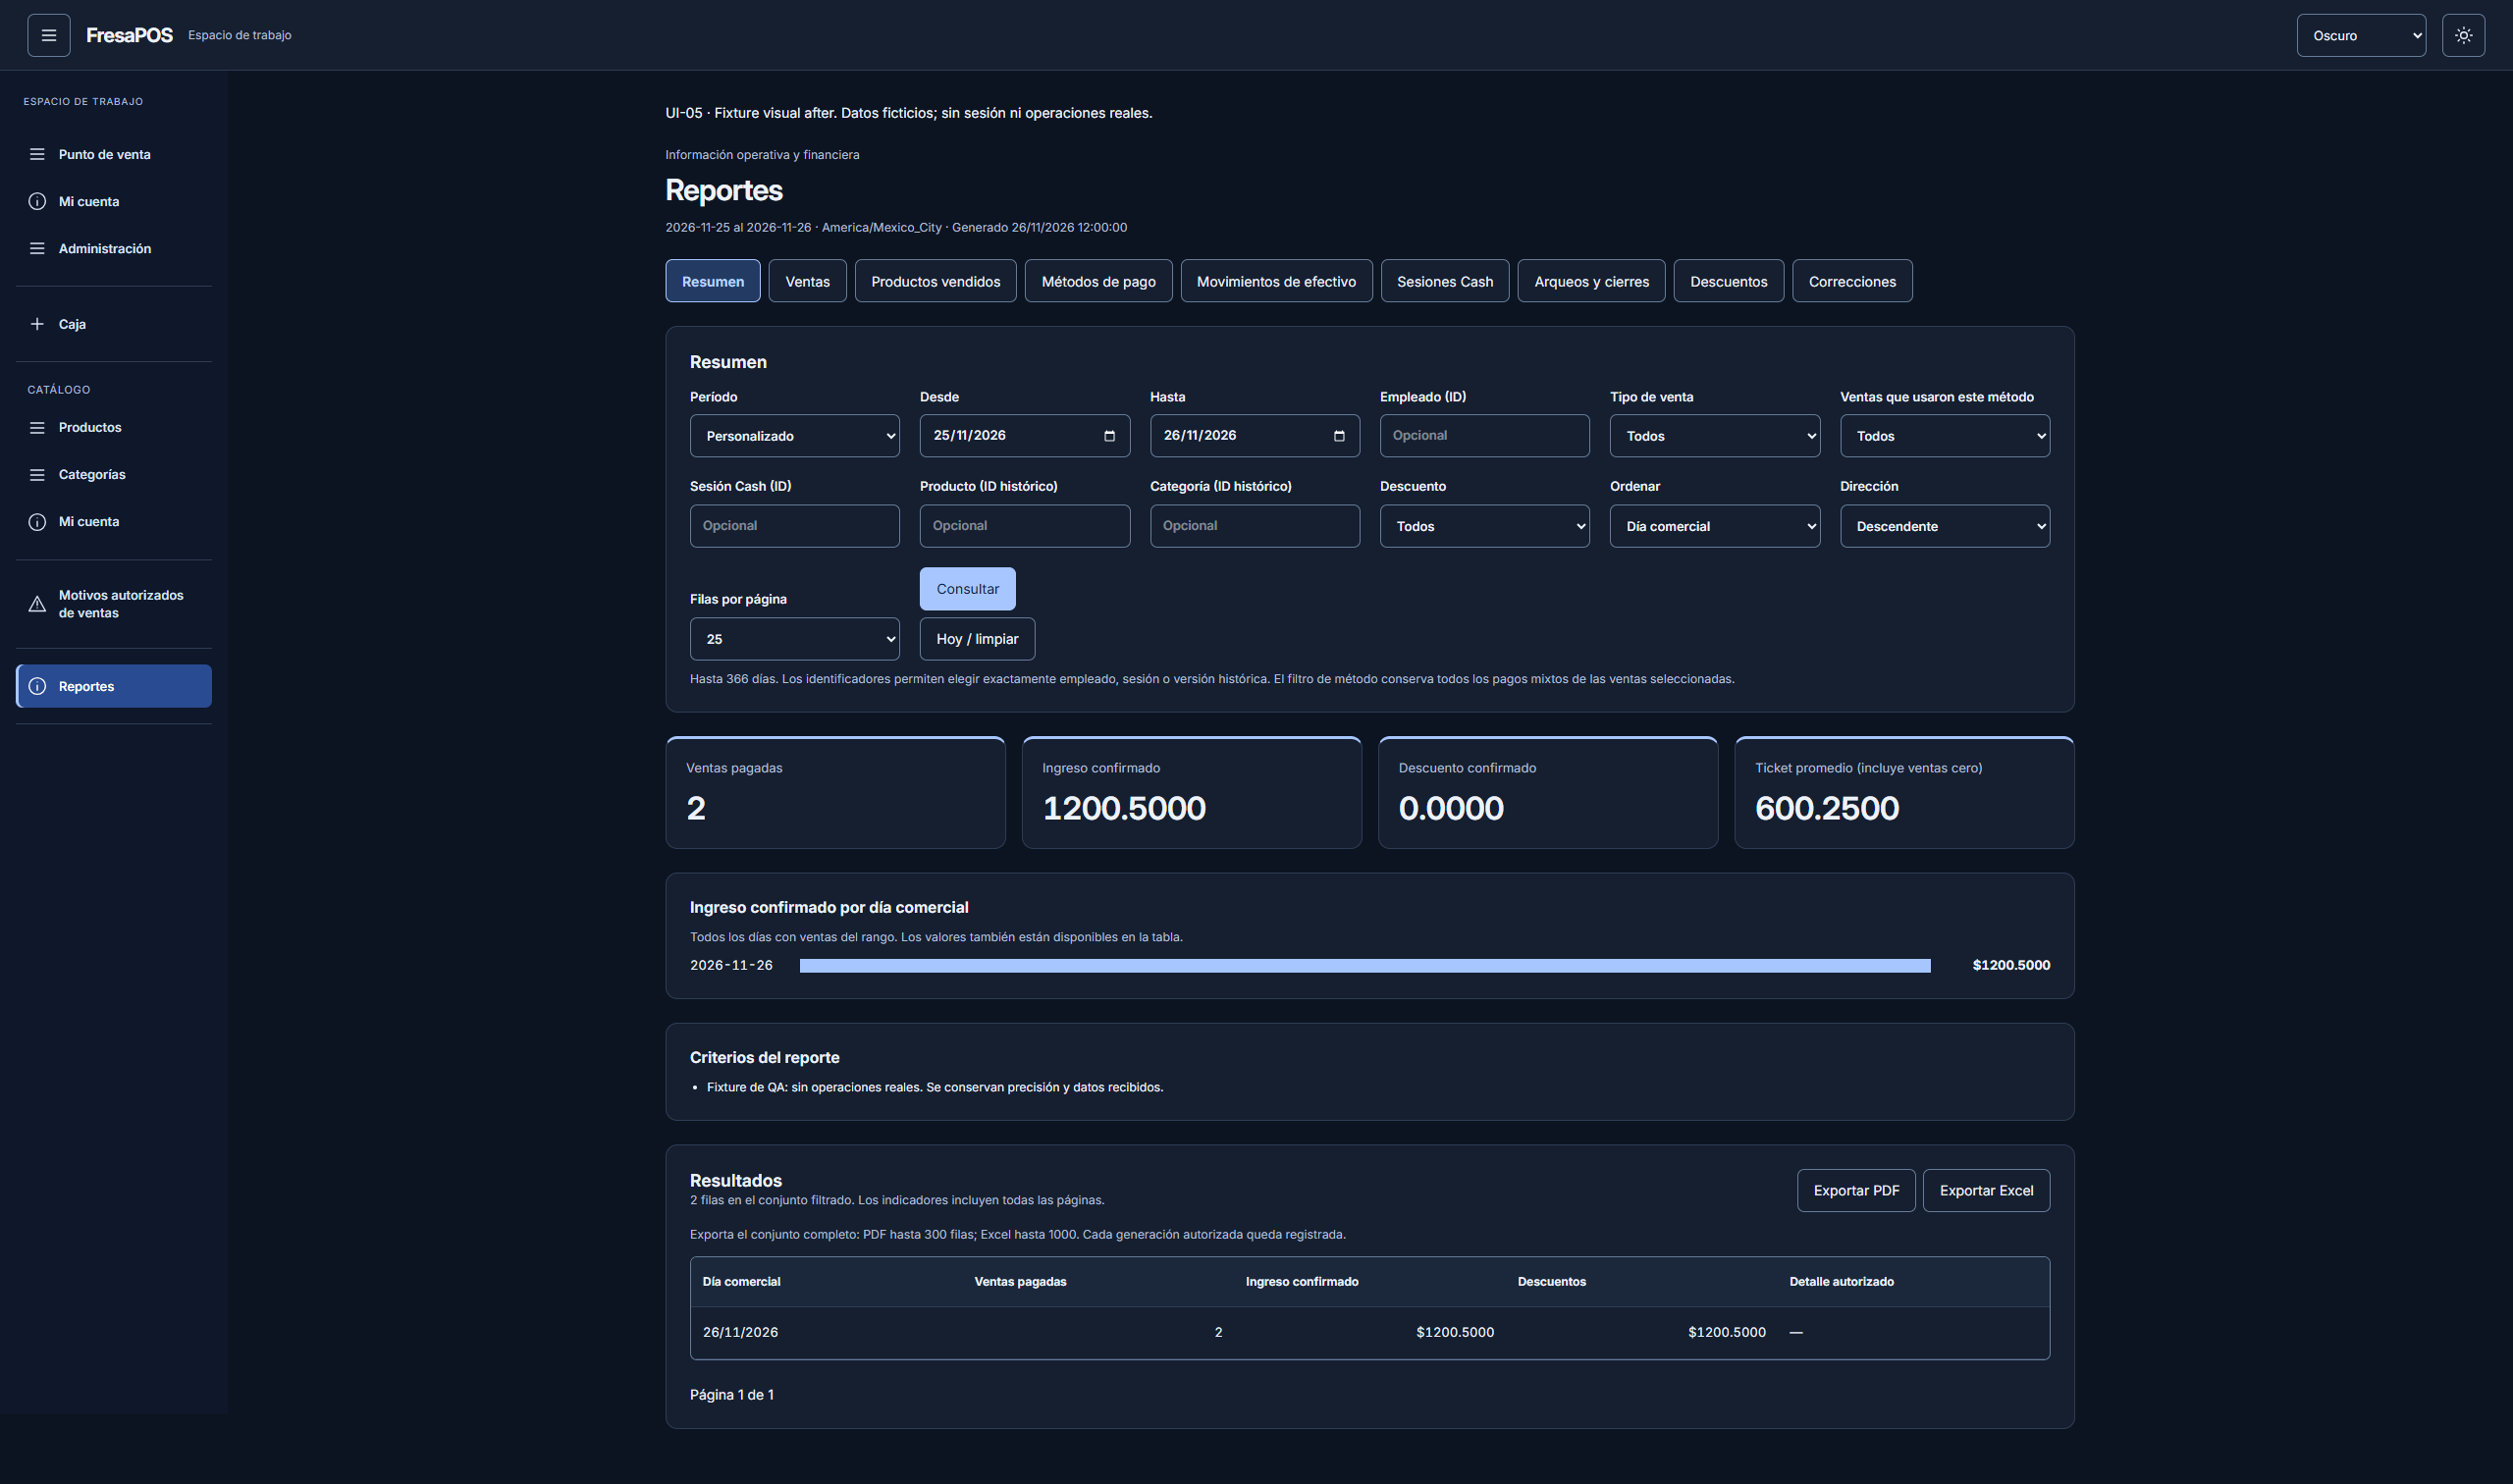 FresaPOS
Espacio de trabajo
Oscuro
ESPACIO DE TRABAJO
Punto de venta
Mi cuenta
Administración
Caja
CATÁLOGO
Productos
Categorías
Mi cuenta
Motivos autorizados
de ventas
Reportes
UI-05 · Fixture visual after. Datos ficticios; sin sesión ni operaciones reales.
Información operativa y financiera
Reportes
2026-11-25 al 2026-11-26 · America/Mexico_City · Generado 26/11/2026 12:00:00
Resumen Ventas Productos vendidos Métodos de pago Movimientos de efectivo Sesiones Cash Arqueos y cierres Descuentos Correcciones
Resumen
Período Desde Hasta Empleado (ID) Tipo de venta Ventas que usaron este método
Personalizado 25/11/2026 26/11/2026 Opcional Todos Todos
Sesión Cash (ID) Producto (ID histórico) Categoría (ID histórico) Descuento Ordenar Dirección
Opcional Opcional Opcional Todos Día comercial Descendente
Consultar
Filas por página
25 Hoy / limpiar
Hasta 366 días. Los identificadores permiten elegir exactamente empleado, sesión o versión histórica. El filtro de método conserva todos los pagos mixtos de las ventas seleccionadas.
Ventas pagadas Ingreso confirmado Descuento confirmado Ticket promedio (incluye ventas cero)
2 1200.5000 0.0000 600.2500
Ingreso confirmado por día comercial
Todos los días con ventas del rango. Los valores también están disponibles en la tabla.
2026-11-26 $1200.5000
Criterios del reporte
• Fixture de QA: sin operaciones reales. Se conservan precisión y datos recibidos.
Resultados
2 filas en el conjunto filtrado. Los indicadores incluyen todas las páginas.
Exportar PDF Exportar Excel
Exporta el conjunto completo: PDF hasta 300 filas; Excel hasta 1000. Cada generación autorizada queda registrada.
Día comercial Ventas pagadas Ingreso confirmado Descuentos Detalle autorizado
26/11/2026 2 $1200.5000 $1200.5000 —
Página 1 de 1